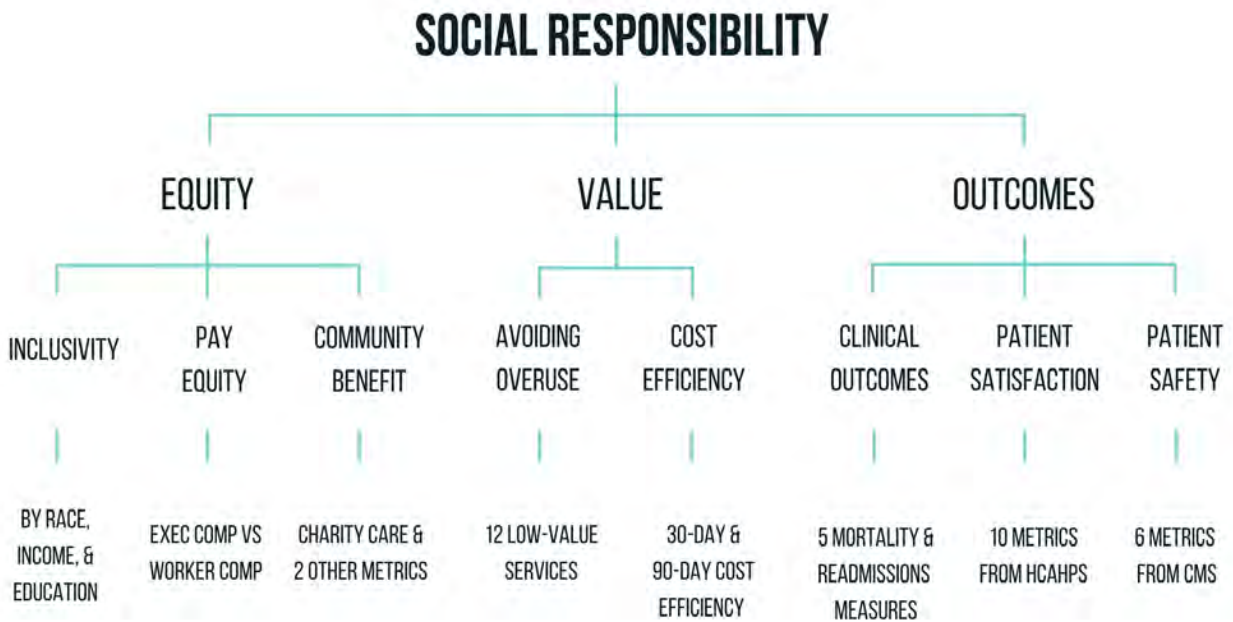 SOCIAL RESPONSIBILITY
EQUITY
VALUE
OUTCOMES
INCLUSIVITY
PAY
EQUITY
COMMUNITY
BENEFIT
AVOIDING
OVERUSE
COST
EFFICIENCY
CLINICAL
OUTCOMES
PATIENT
SATISFACTION
PATIENT
SAFETY
BY RACE,
INCOME, &
EDUCATION
EXEC COMP VS
WORKER COMP
CHARITY CARE &
2 OTHER METRICS
12 LOW-VALUE
SERVICES
30-DAY &
90-DAY COST
EFFICIENCY
5 MORTALITY &
READMISSIONS
MEASURES
10 METRICS
FROM HCAHPS
6 METRICS
FROM CMS